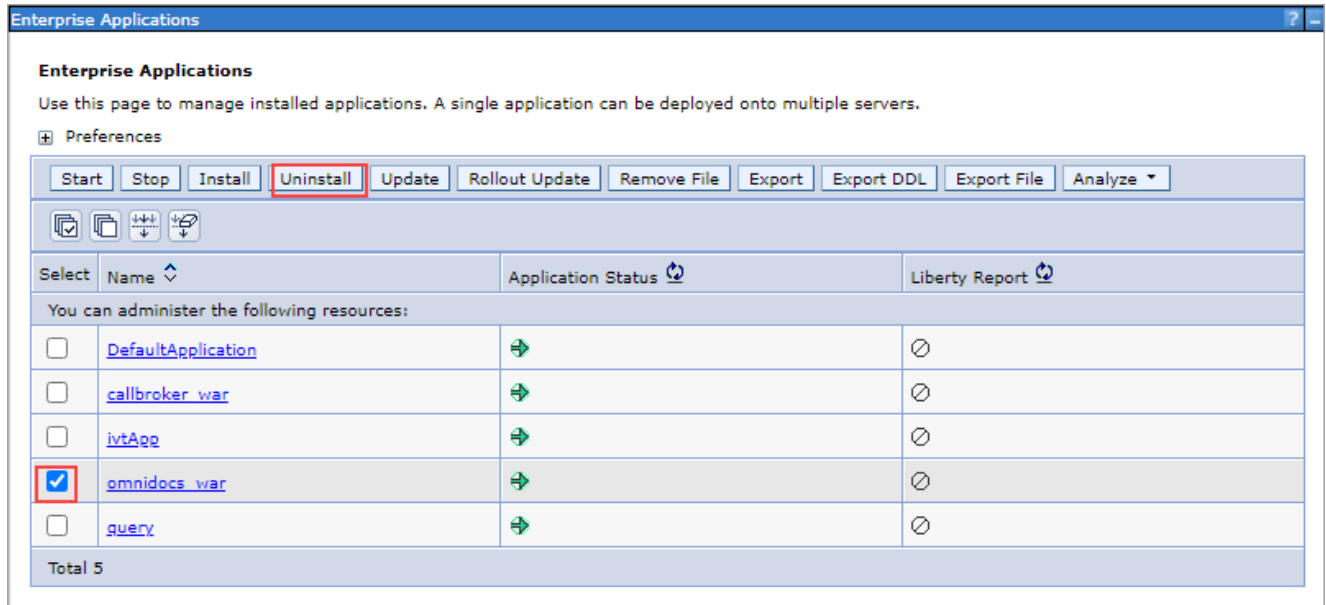 Enterprise Applications ? _
Enterprise Applications
Use this page to manage installed applications. A single application can be deployed onto multiple servers.
+ Preferences
Start Stop Install Uninstall Update Rollout Update Remove File Export Export DDL Export File Analyze
Select Name Application Status Liberty Report
You can administer the following resources:
DefaultApplication
callbroker_war
ivtApp
omnidocs_war
query
Total 5